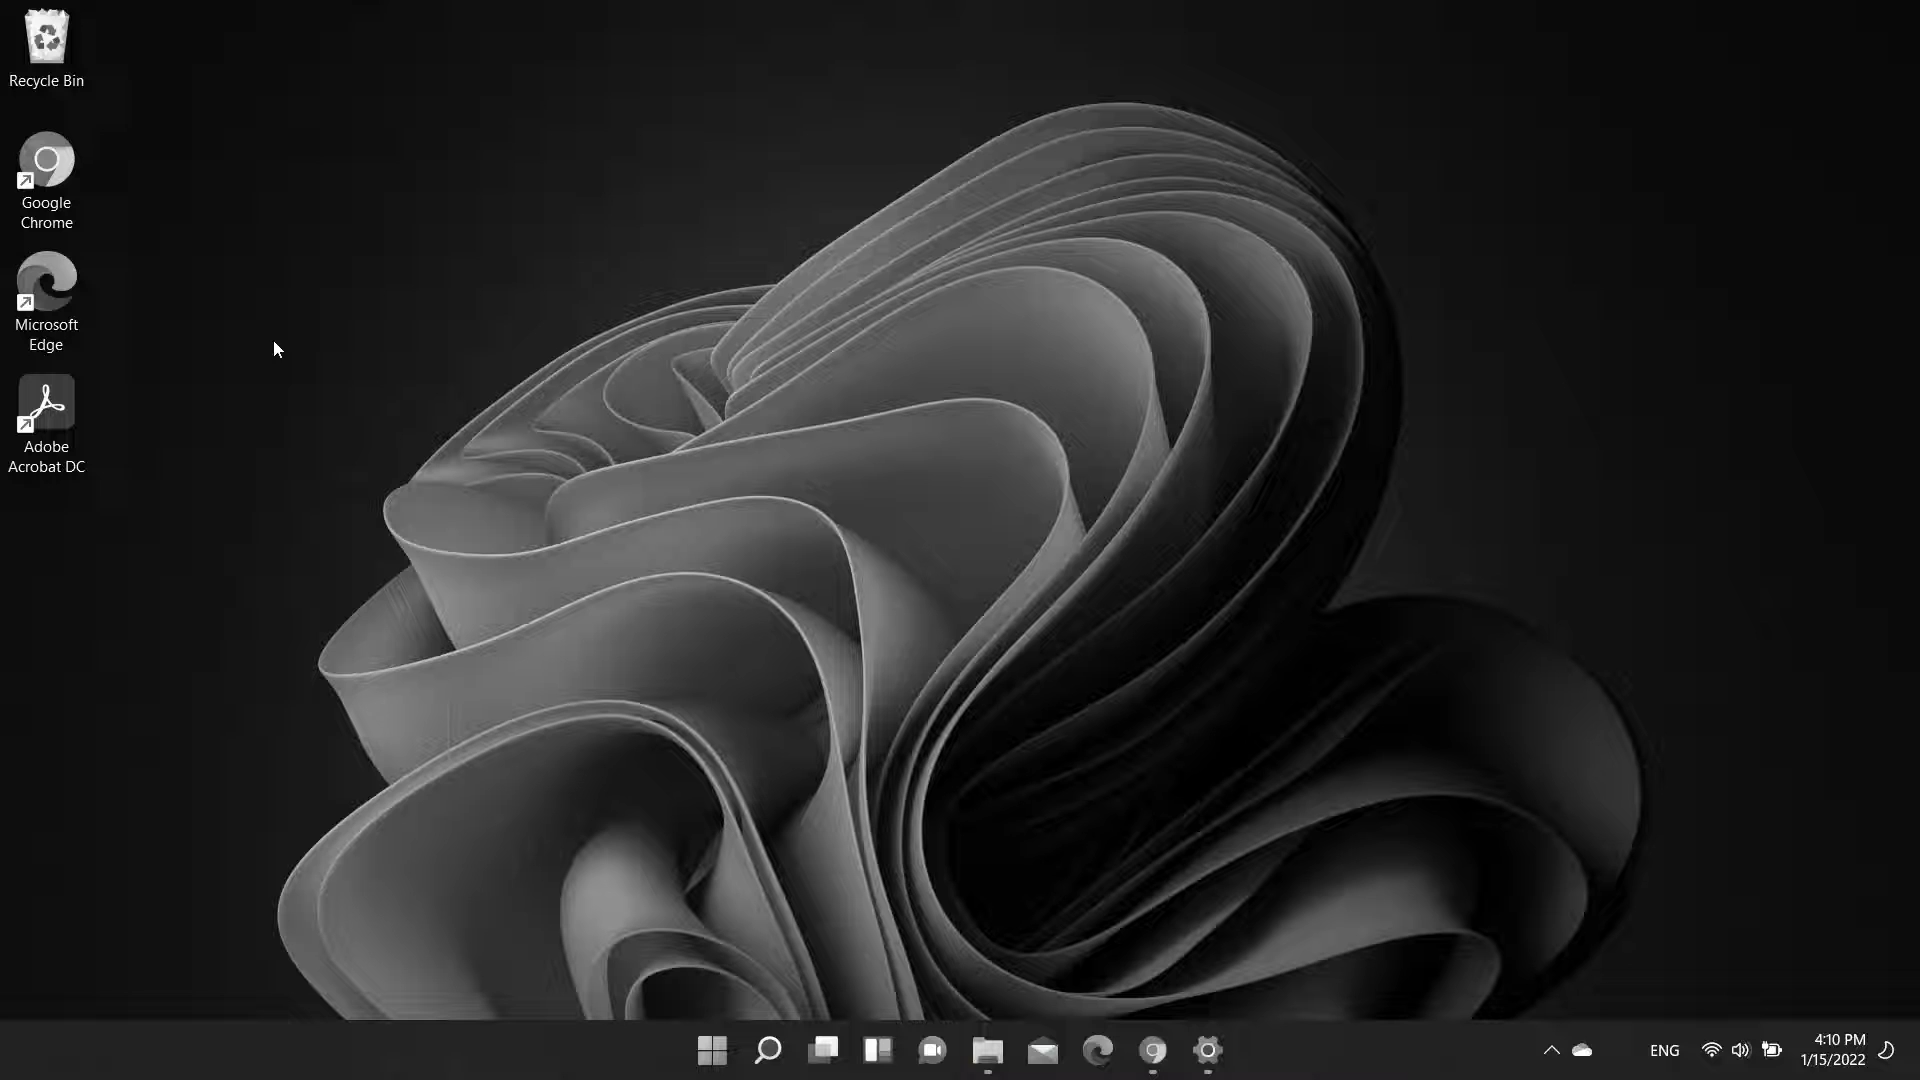 Recycle Bin
Google
Chrome
Microsoft
Edge
Adobe
Acrobat DC
ENG
4:10 PM
1/15/2022